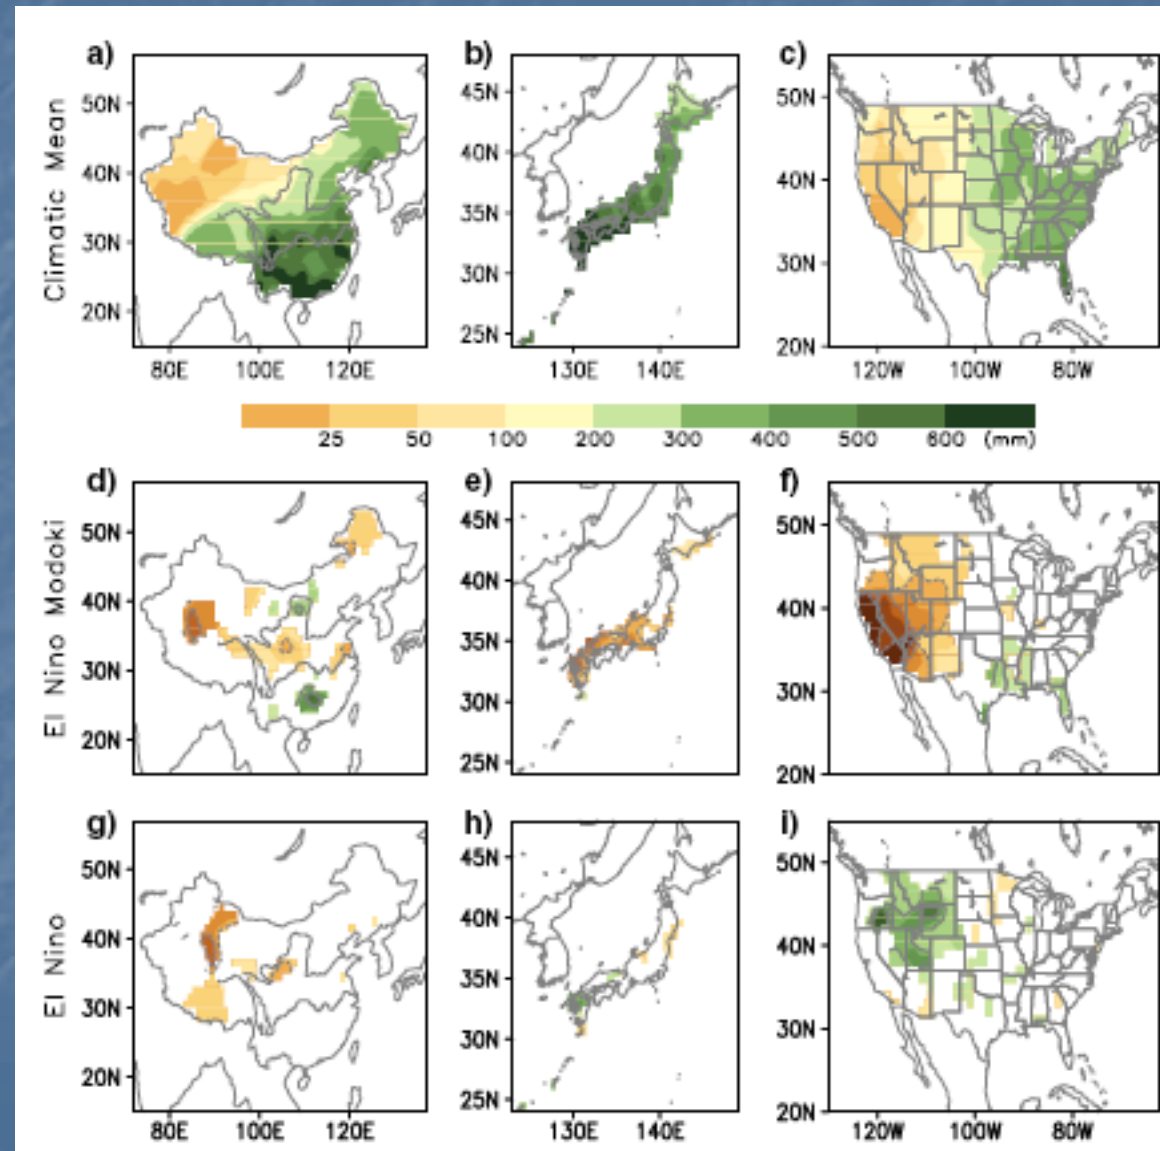 a) b) c)
Climatic Mean
50N 40N 30N 20N
45N 40N 35N 30N 25N
50N 40N 30N 20N
80E 100E 120E 130E 140E 120W 100W 80W
25 50 100 200 300 400 500 600 (mm)
d) e) f)
El Nino Modoki
50N 40N 30N 20N
45N 40N 35N 30N 25N
50N 40N 30N 20N
g) h) i)
El Nino
50N 40N 30N 20N
45N 40N 35N 30N 25N
50N 40N 30N 20N
80E 100E 120E 130E 140E 120W 100W 80W